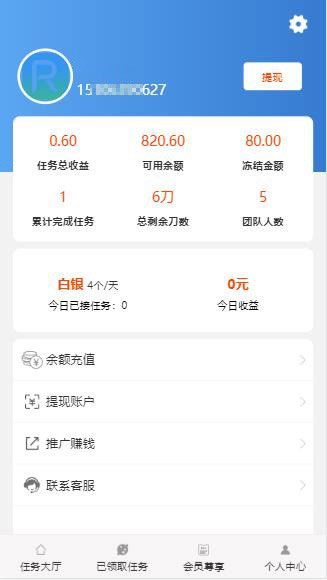 R
提现
0.60 820.60 80.00
任务总收益 可用余额 冻结金额
1 6刀 5
累计完成任务 总剩余刀数 团队人数
白银 4个/天 0元
今日已接任务：0 今日收益
余额充值
提现账户
推广赚钱
联系客服
任务大厅 已领取任务 会员尊享 个人中心